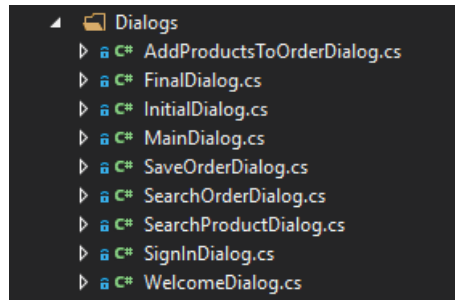 Dialogs
C# AddProductsToOrderDialog.cs
C# FinalDialog.cs
C# InitialDialog.cs
C# MainDialog.cs
C# SaveOrderDialog.cs
C# SearchOrderDialog.cs
C# SearchProductDialog.cs
C# SignInDialog.cs
C# WelcomeDialog.cs